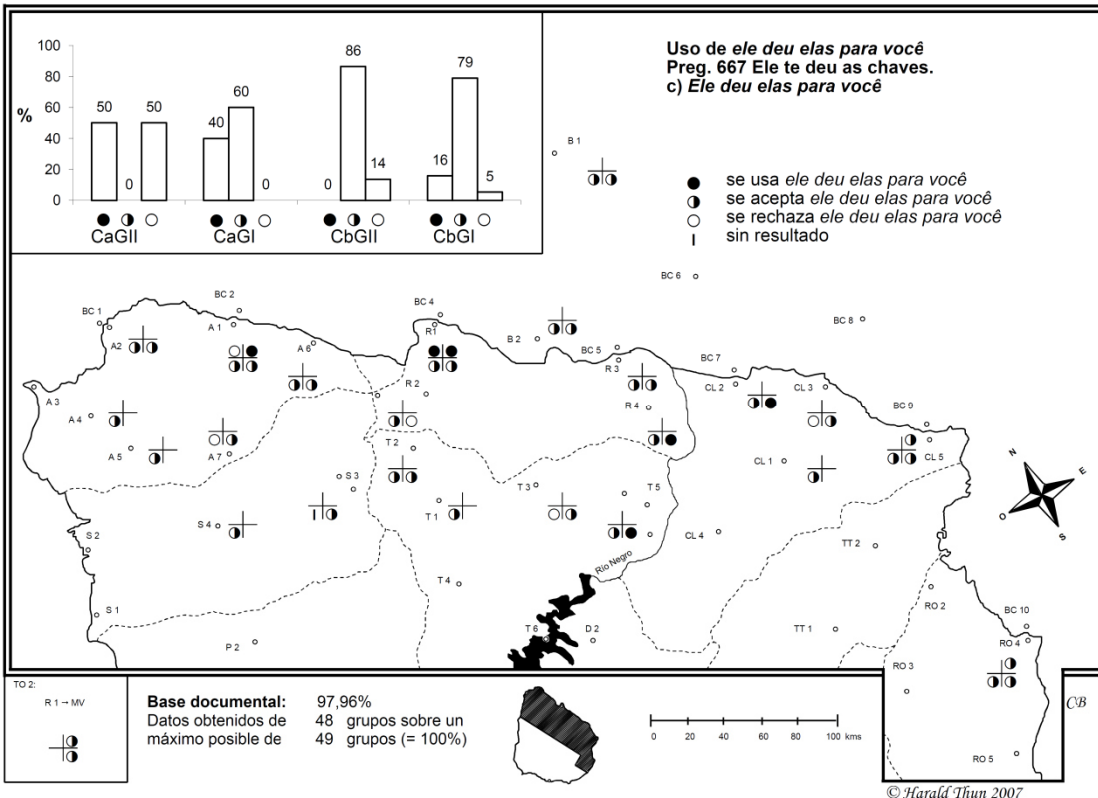 100
80
60
40
20
0
%
50
0
50
40
60
0
0
86
14
16
79
5
CaGII
CaGI
CbGII
CbGI
Uso de ele deu elas para você
Preg. 667 Ele te deu as chaves.
c) Ele deu elas para você
B 1
se usa ele deu elas para você
se acepta ele deu elas para você
se rechaza ele deu elas para você
I sin resultado
BC 6
BC 1
BC 2
BC 4
BC 8
A 1
R1
A2
A 6
B 2
BC 5
R 3
BC 7
CL 2
CL 3
A 3
R 2
A 4
R 4
BC 9
A 5
A 7
T 2
CL 1
CL 5
N
E
O
S
S 3
T 3
T 5
S 4
T 1
CL 4
S 2
TT 2
Río Negro
T 4
RO 2
S 1
BC 10
P 2
T 6
D 2
TT 1
RO 4
RO 3
TO 2:
R 1 → MV
Base documental: 97,96%
Datos obtenidos de 48 grupos sobre un
máximo posible de 49 grupos (= 100%)
0 20 40 60 80 100 kms
CB
RO 5
© Harald Thun 2007